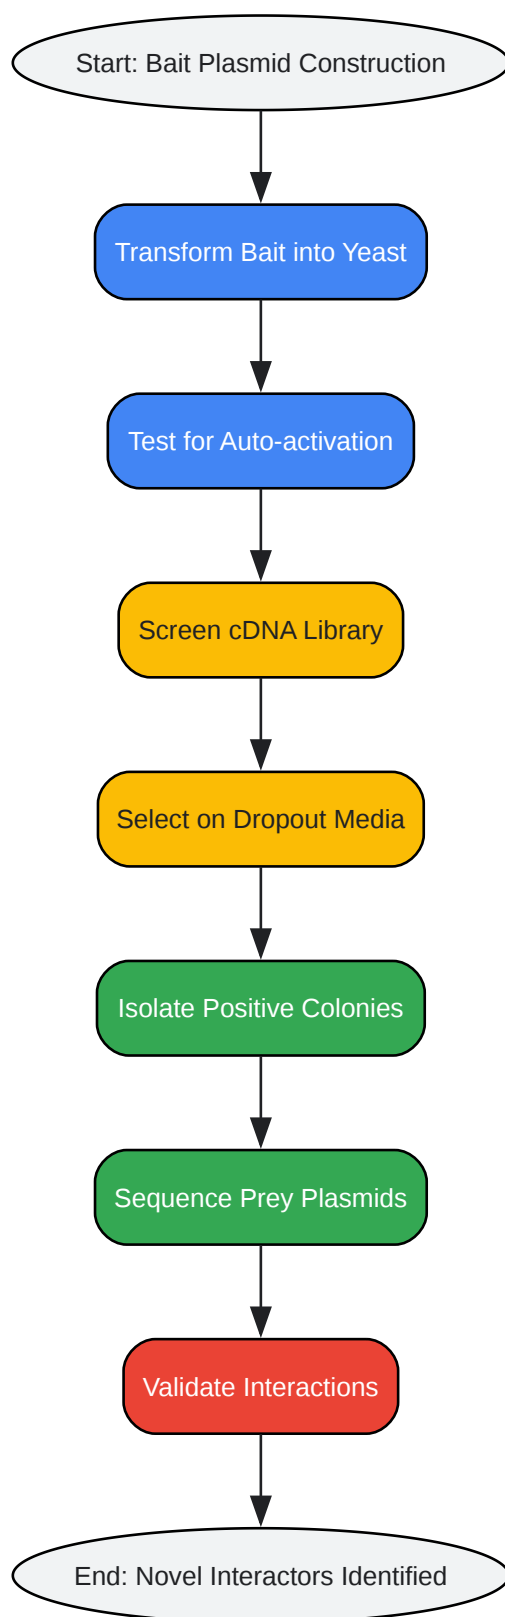 Start: Bait Plasmid Construction
Transform Bait into Yeast
Test for Auto-activation
Screen cDNA Library
Select on Dropout Media
Isolate Positive Colonies
Sequence Prey Plasmids
Validate Interactions
End: Novel Interactors Identified